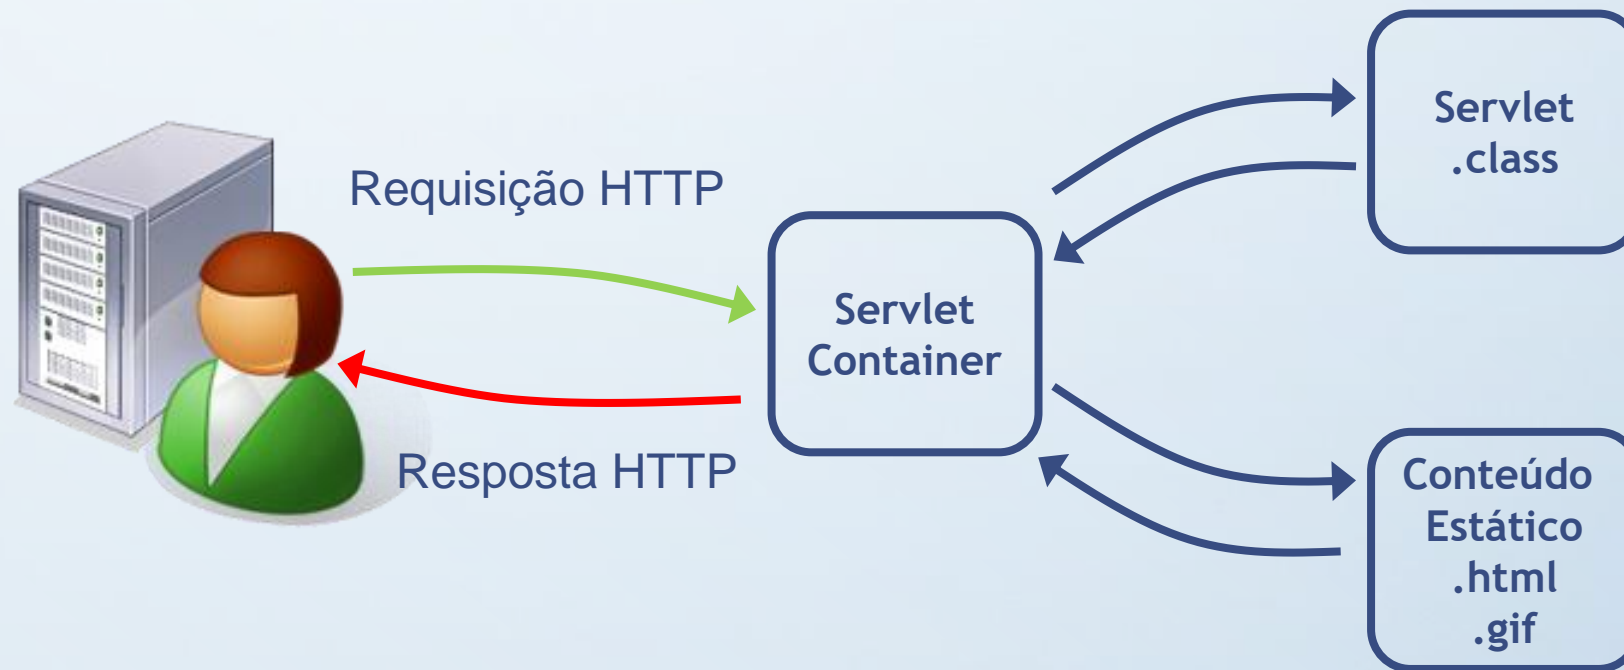 Requisição HTTP
Resposta HTTP
Servlet
Container
Servlet
.class
Conteúdo
Estático
.html
.gif